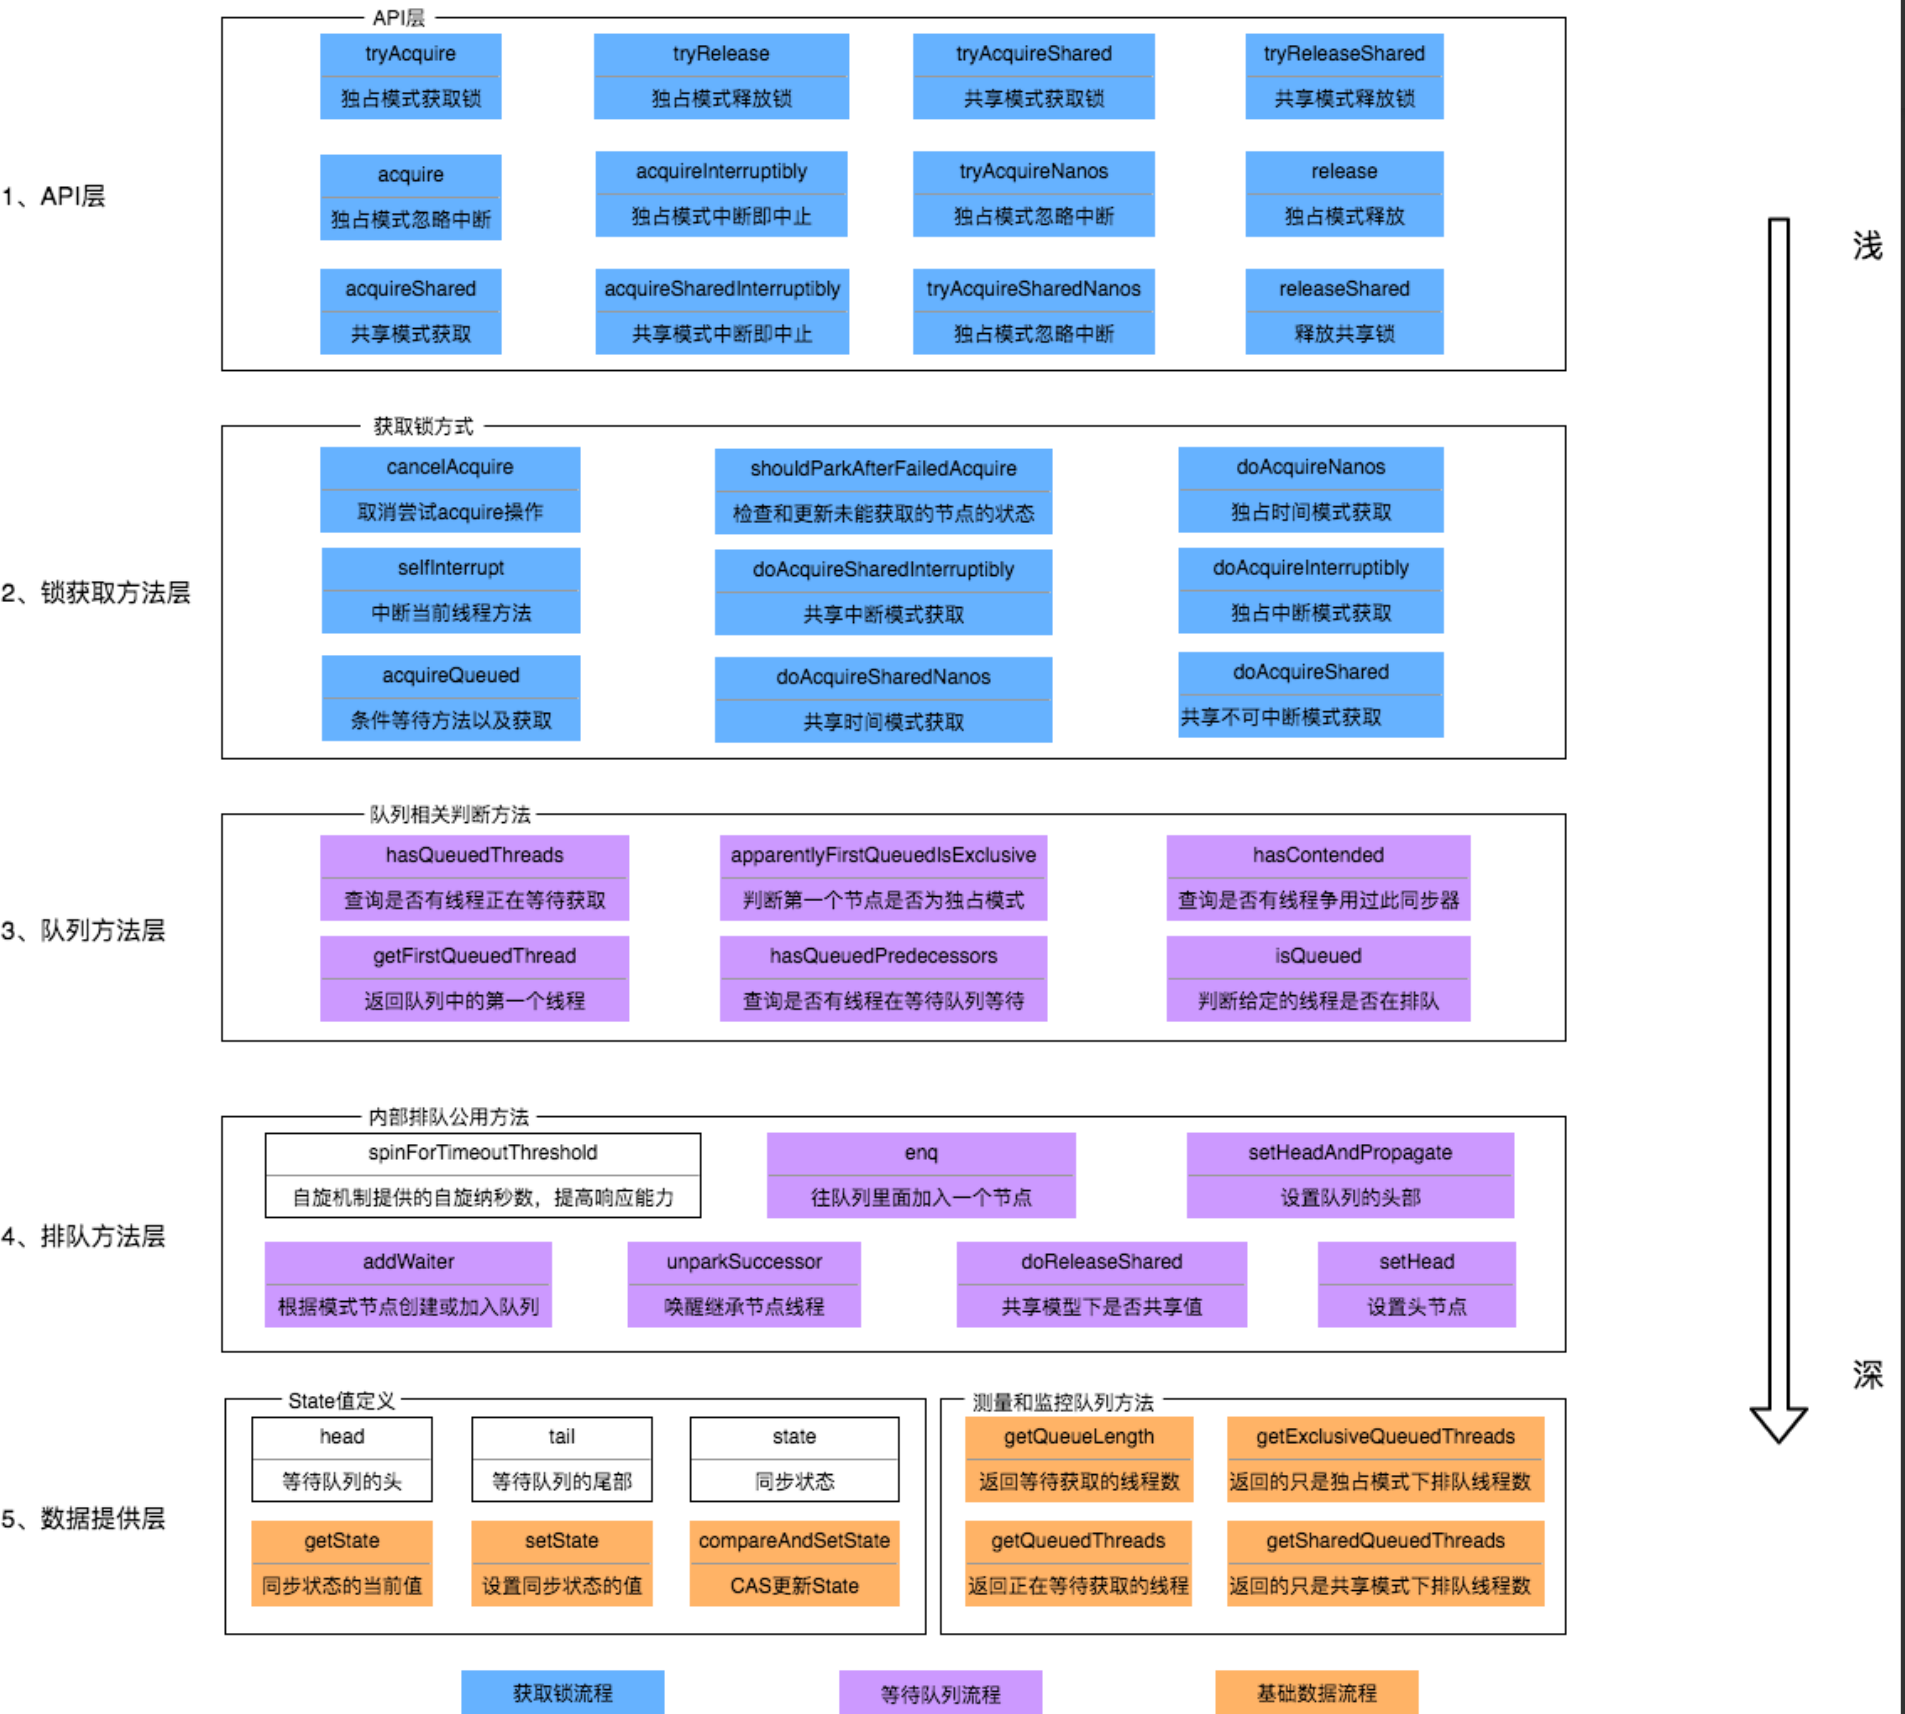 API层
tryAcquire
tryRelease
tryAcquireShared
tryReleaseShared
独占模式获取锁
独占模式释放锁
共享模式获取锁
共享模式释放锁
1、API层
acquire
acquireInterruptibly
tryAcquireNanos
release
独占模式忽略中断
独占模式中断即中止
独占模式忽略中断
独占模式释放
acquireShared
acquireSharedInterruptibly
tryAcquireSharedNanos
releaseShared
共享模式获取
共享模式中断即中止
独占模式忽略中断
释放共享锁
浅
获取锁方式
2、锁获取方法层
cancelAcquire
shouldParkAfterFailedAcquire
doAcquireNanos
取消尝试acquire操作
检查和更新未能获取的节点的状态
独占时间模式获取
selfInterrupt
doAcquireSharedInterruptibly
doAcquireInterruptibly
中断当前线程方法
共享中断模式获取
独占中断模式获取
acquireQueued
doAcquireSharedNanos
doAcquireShared
条件等待方法以及获取
共享时间模式获取
共享不可中断模式获取
队列相关判断方法
3、队列方法层
hasQueuedThreads
apparentlyFirstQueuedIsExclusive
hasContended
查询是否有线程正在等待获取
判断第一个节点是否为独占模式
查询是否有线程争用过此同步器
getFirstQueuedThread
hasQueuedPredecessors
isQueued
返回队列中的第一个线程
查询是否有线程在等待队列等待
判断给定的线程是否在排队
内部排队公用方法
4、排队方法层
spinForTimeoutThreshold
enq
setHeadAndPropagate
自旋机制提供的自旋纳秒数，提高响应能力
往队列里面加入一个节点
设置队列的头部
addWaiter
unparkSuccessor
doReleaseShared
setHead
根据模式节点创建或加入队列
唤醒继承节点线程
共享模型下是否共享值
设置头节点
深
5、数据提供层
State值定义
head
tail
state
等待队列的头
等待队列的尾部
同步状态
getState
setState
compareAndSetState
同步状态的当前值
设置同步状态的值
CAS更新State
测量和监控队列方法
getQueueLength
getExclusiveQueuedThreads
返回等待获取的线程数
返回的只是独占模式下排队线程数
getQueuedThreads
getSharedQueuedThreads
返回正在等待获取的线程
返回的只是共享模式下排队线程数
获取锁流程
等待队列流程
基础数据流程